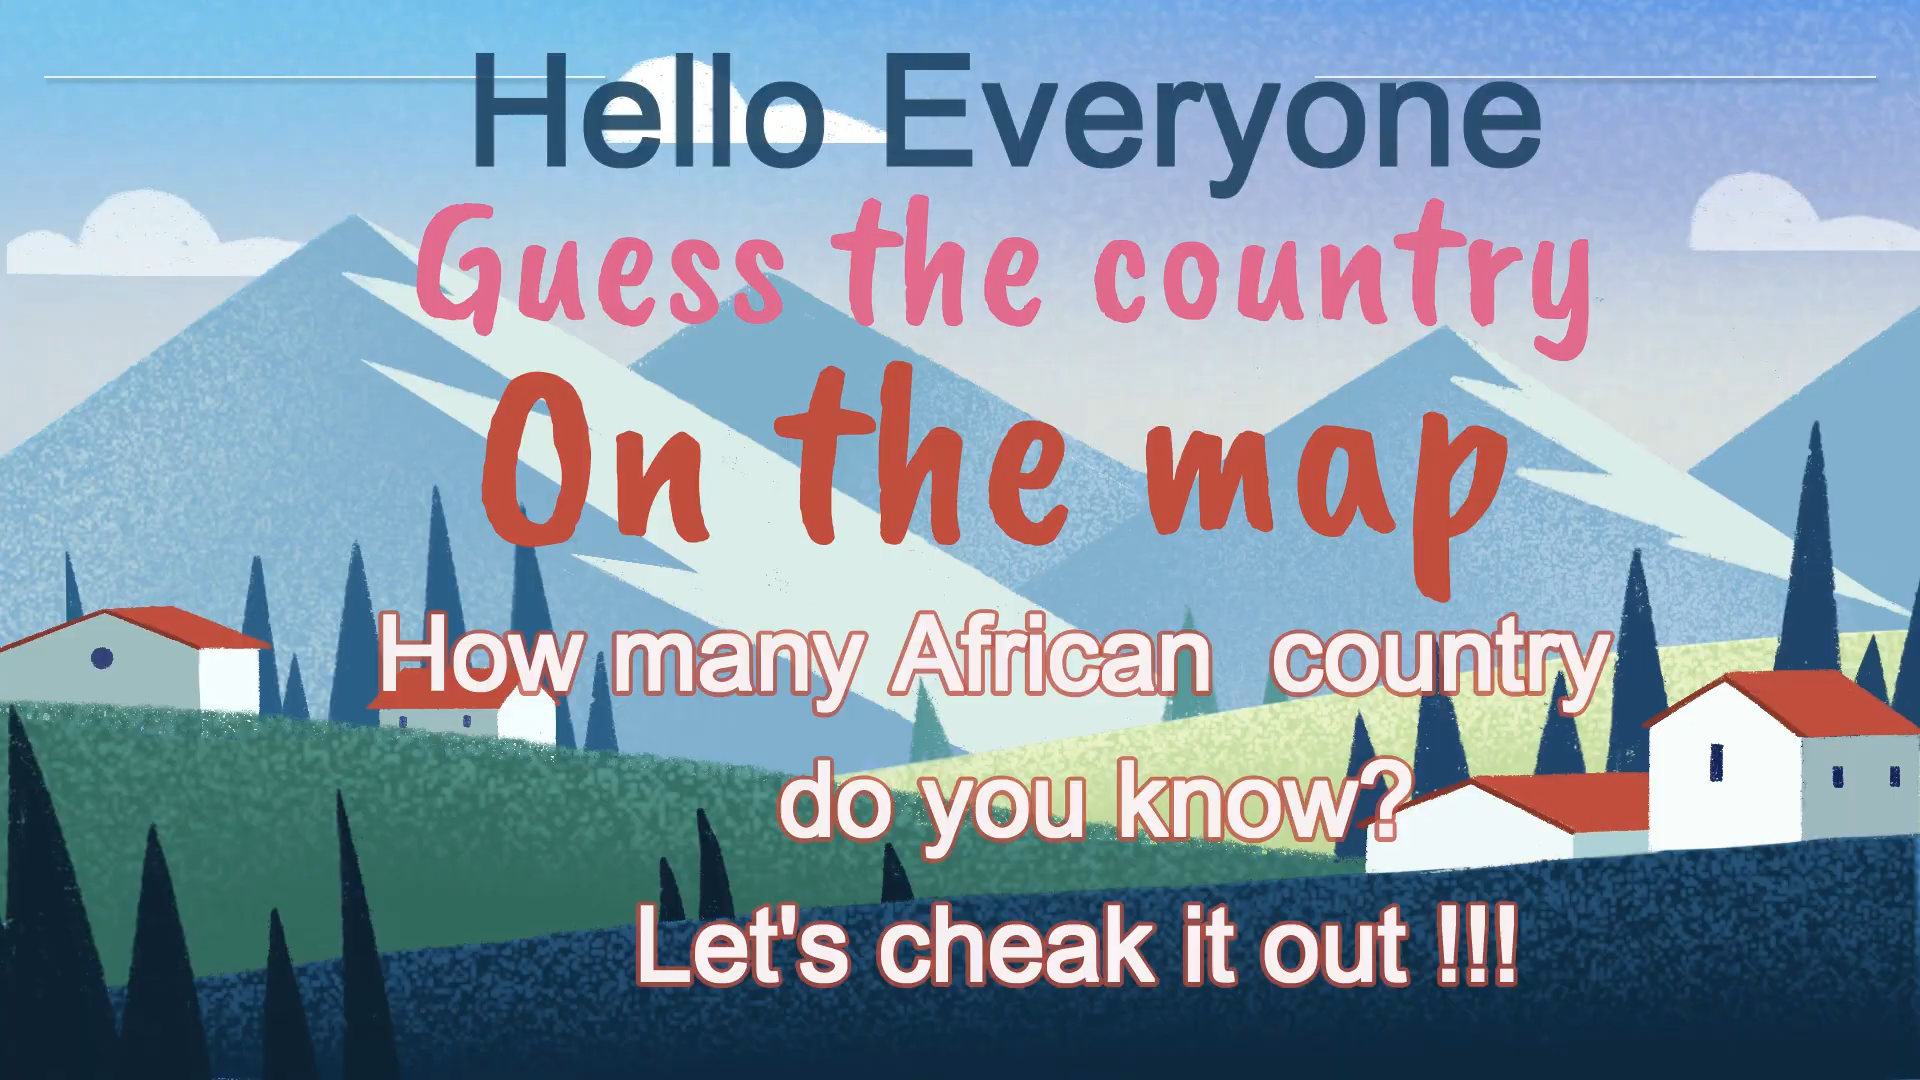 Hello Everyone
Guess the country
On the map
How many African country
do you know?
Let's cheak it out !!!